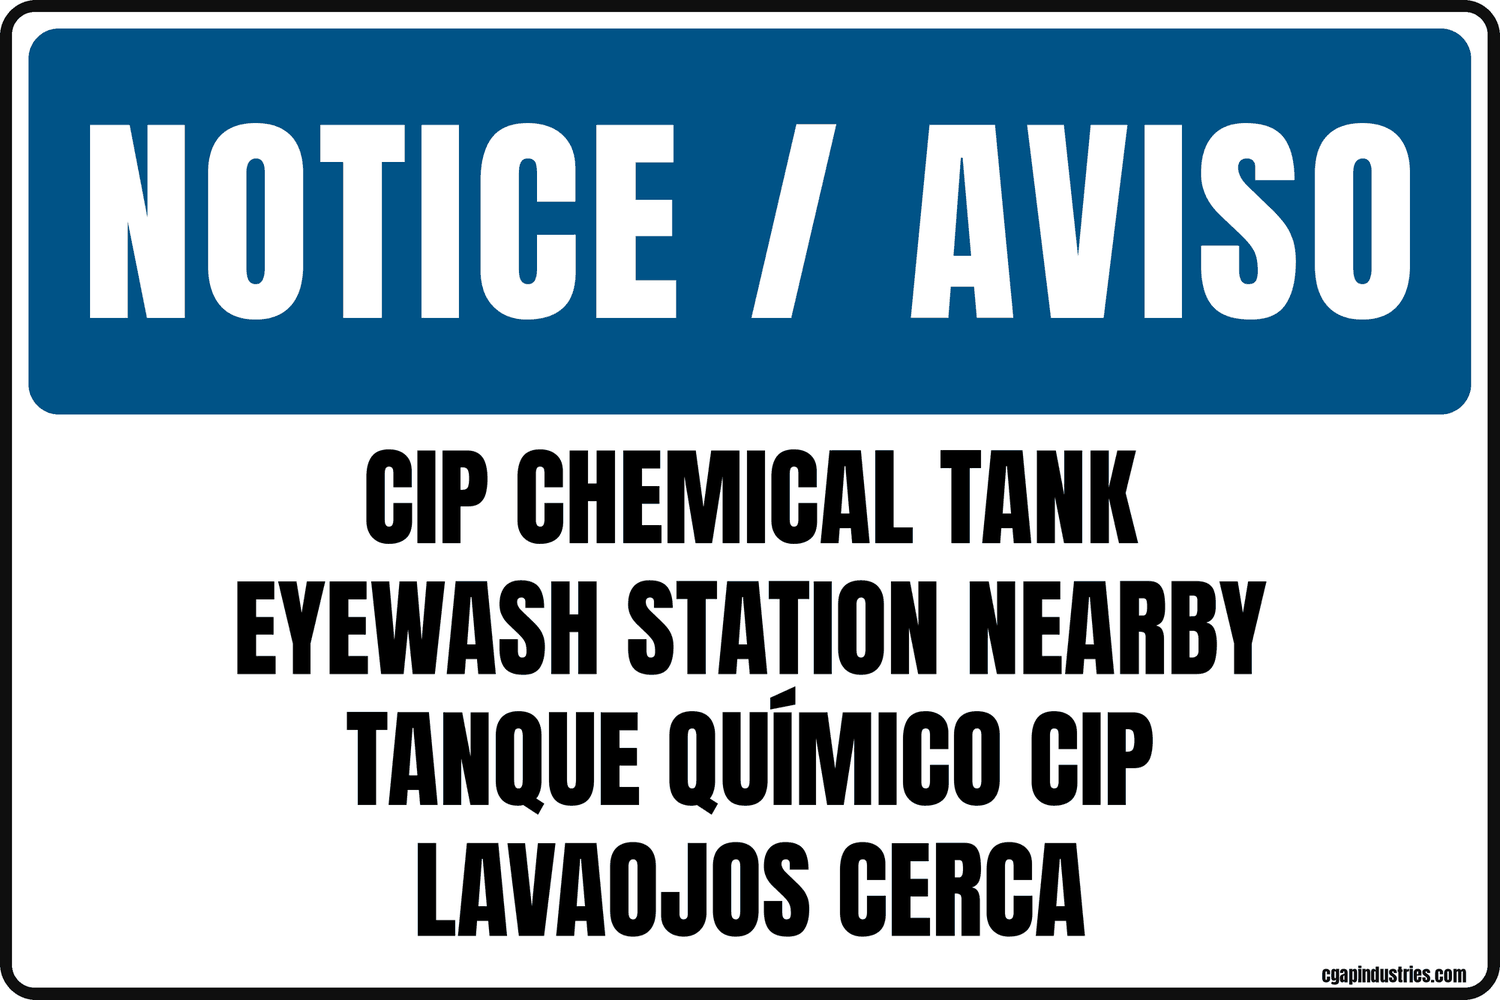 NOTICE / AVISO
CIP CHEMICAL TANK
EYEWASH STATION NEARBY
TANQUE QUÍMICO CIP
LAVAOJOS CERCA
cgapindustries.com